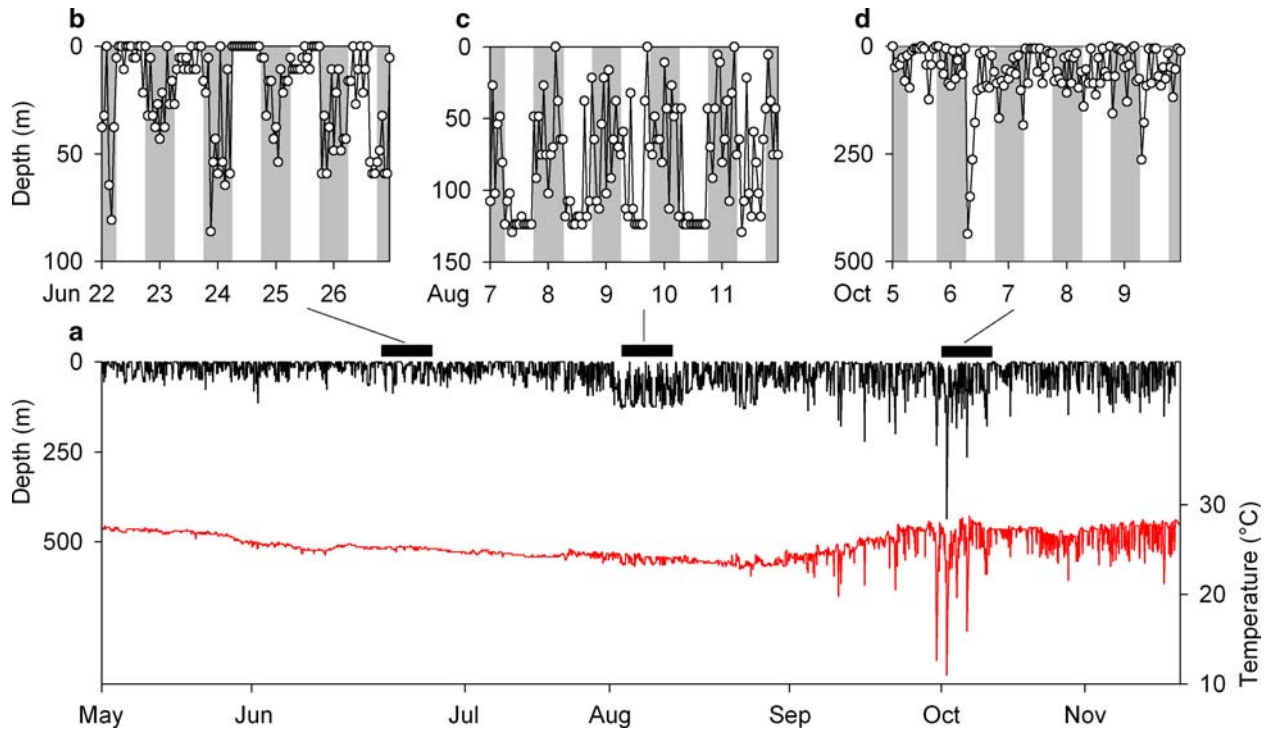 b
c
d
Depth (m)
0
50
100
Jun 22 23 24 25 26
0
50
100
150
Aug 7 8 9 10 11
0
250
500
Oct 5 6 7 8 9
a
Depth (m)
0
250
500
Temperature (°C)
30
20
10
May Jun Jul Aug Sep Oct Nov